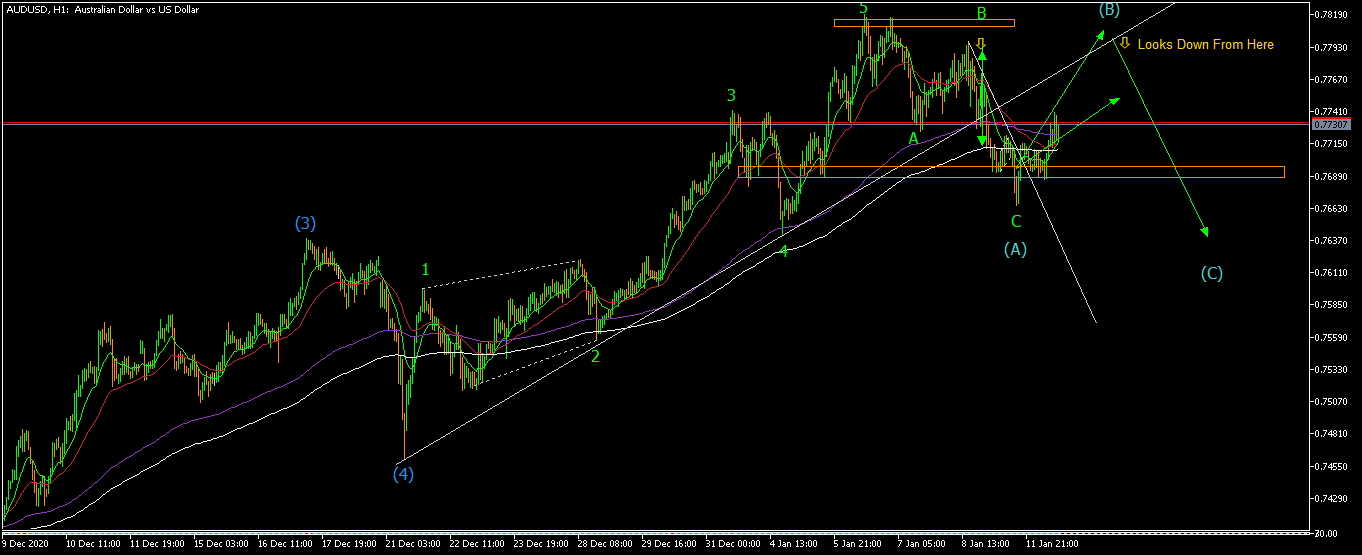 AUDUSD, H1: Australian Dollar vs US Dollar
5
B
(B)
Looks Down From Here
3
A
(3)
4
C
(A)
(C)
1
2
(4)
0.78190
0.77930
0.77670
0.77410
0.77307
0.77150
0.76890
0.76630
0.76370
0.76110
0.75850
0.75590
0.75330
0.75070
0.74810
0.74550
0.74290
20.00
9 Dec 2020 10 Dec 11:00 11 Dec 19:00 15 Dec 03:00 16 Dec 11:00 17 Dec 19:00 21 Dec 03:00 22 Dec 11:00 23 Dec 19:00 28 Dec 08:00 29 Dec 16:00 31 Dec 00:00 4 Jan 13:00 5 Jan 21:00 7 Jan 05:00 8 Jan 13:00 11 Jan 21:00